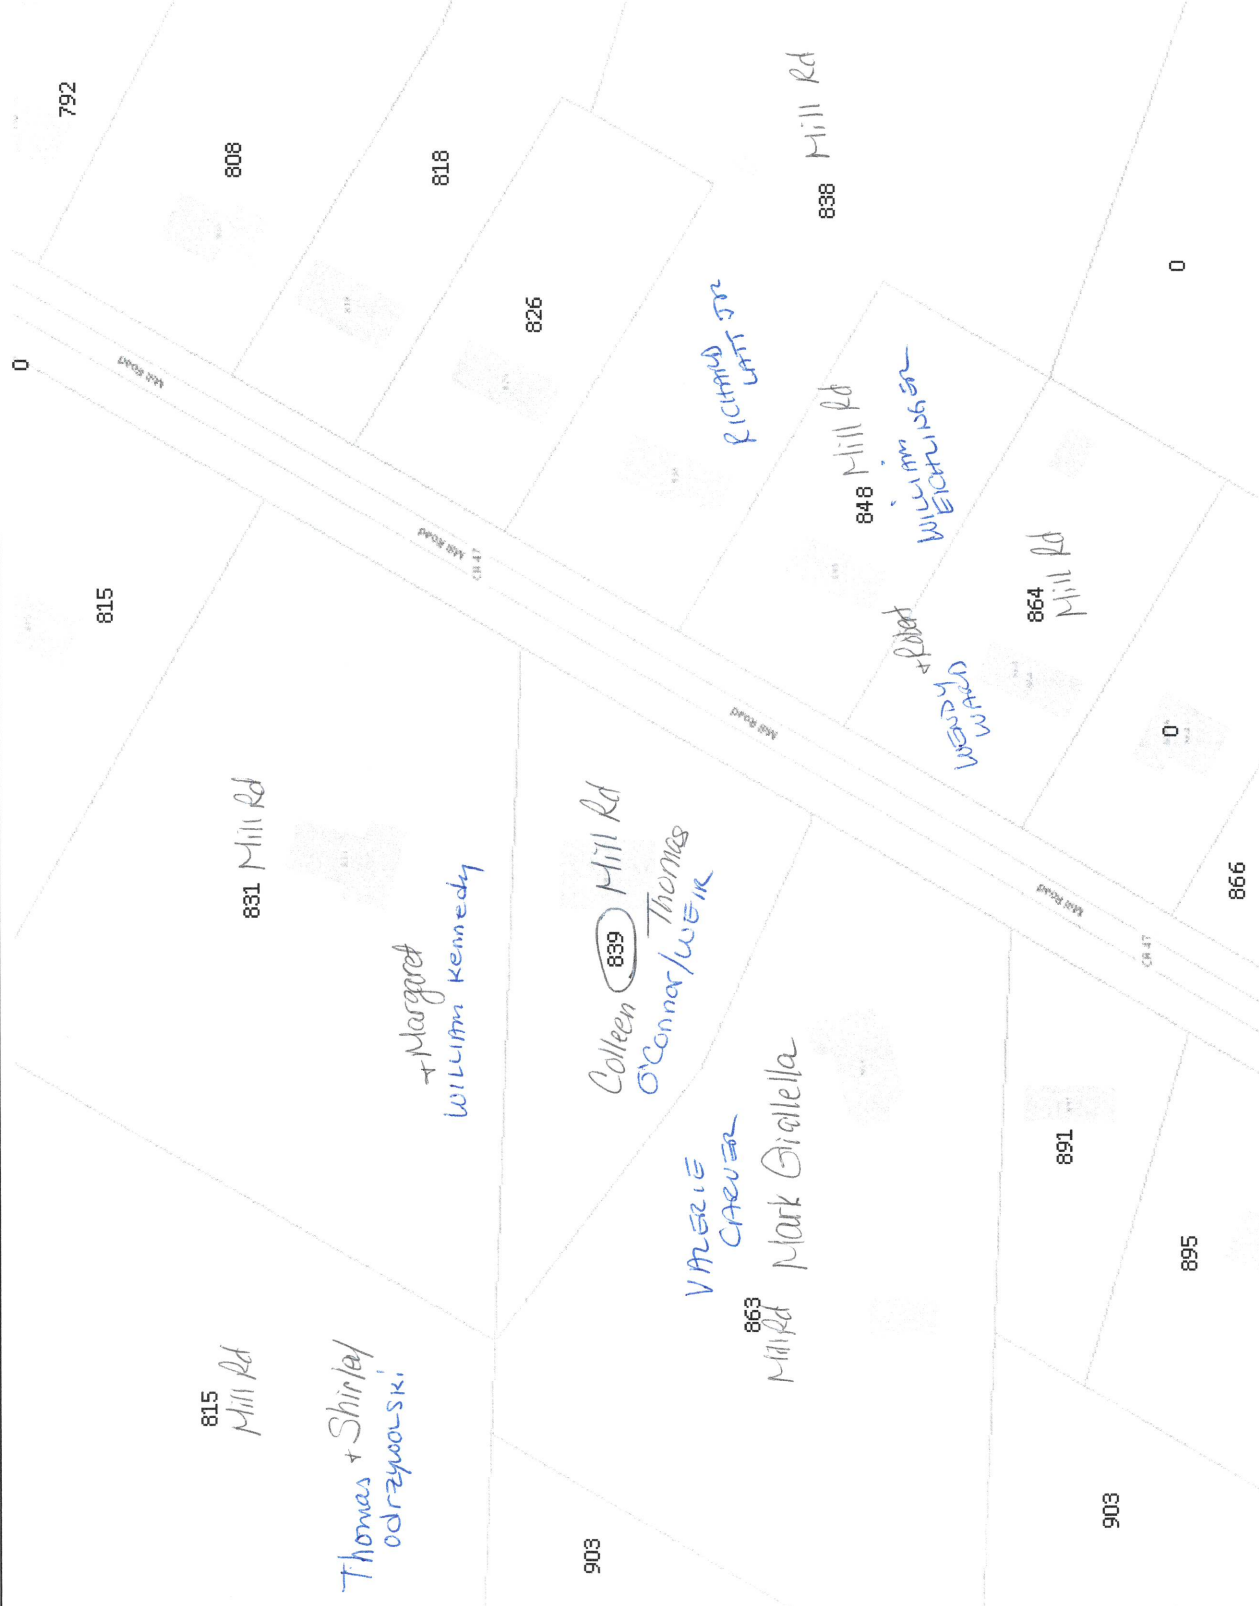 815
Mill Rd
Thomas + Shirley
odrzywolski
903
831 Mill Rd
+ Margaret
WILLIAM Kennedy
839 Mill Rd
Colleen Thomas
O'Connor/WEIR
VALERIE
CARVER
863
Mill Rd Mark Giallella
903
895
891
815
0
Mill Road
Mill Road
CR 47
Mill Road
Mill Road
CR 47
792
808
818
826
838 Mill Rd
RICHARD
LATT JR
848 Mill Rd
WILLIAM
EICHLINGER
+ Robert
WENDY
WARD
864
Mill Rd
0
0
866